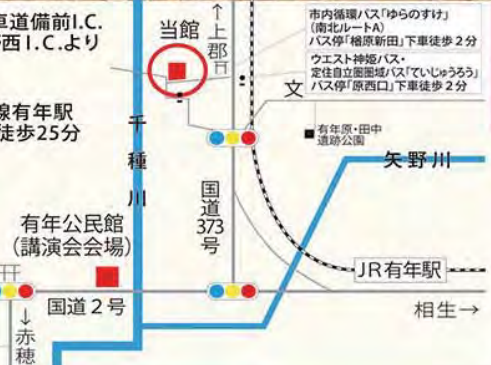 車道備前I.C.
野西I.C.より
線有年駅
徒歩25分
当館
↑上郡
市内循環バス「ゆらのすけ」
(南北ルートA)
バス停「楢原新田」下車徒歩2分
ウエスト神姫バス・
定住自立圏圏域バス「ていじゅうろう」
バス停「原西口」下車徒歩2分
文
有年原・田中
遺跡公園
千種川
矢野川
国道
373
号
有年公民館
(講演会会場)
JR有年駅
国道2号
相生→
↓赤穂